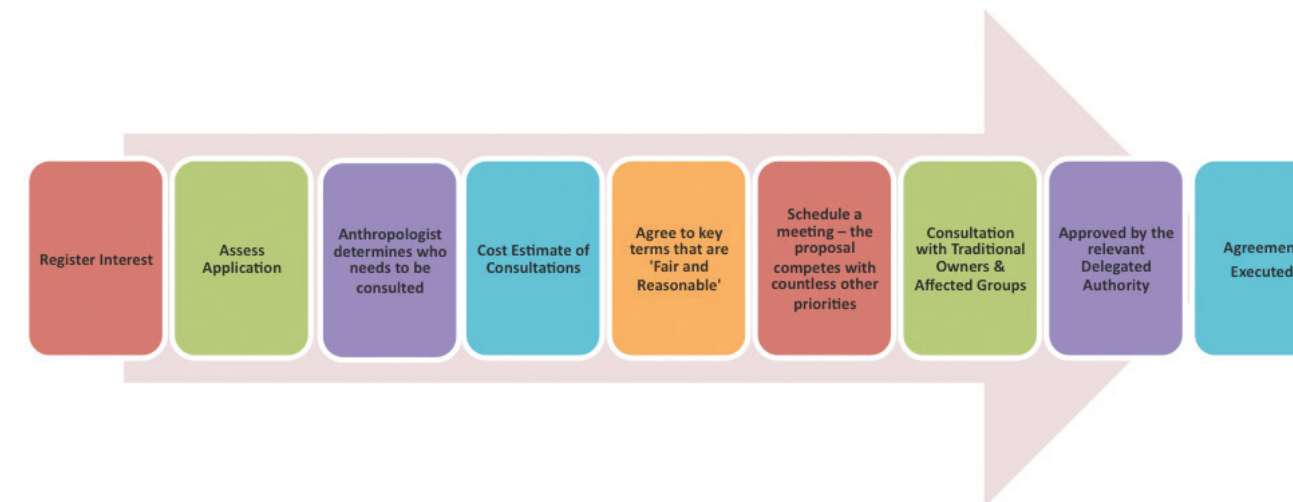 Register Interest
Assess
Application
Anthropologist
determines who
needs to be
consulted
Cost Estimate of
Consultations
Agree to key
terms that are
'Fair and
Reasonable'
Schedule a
meeting – the
proposal
competes with
countless other
priorities
Consultation
with Traditional
Owners &
Affected Groups
Approved by the
relevant
Delegated
Authority
Executed